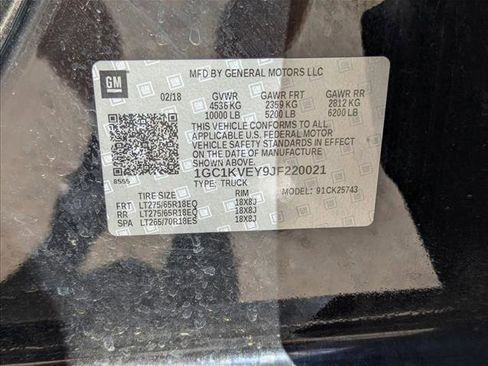 MFD BY GENERAL MOTORS LLC
GM
02/18 GVWR GAWR FRT GAWR RR
4536 KG 2359 KG 2812 KG
10000 LB 5200 LB 6200 LB
THIS VEHICLE CONFORMS TO ALL
APPLICABLE U.S. FEDERAL MOTOR
VEHICLE SAFETY STANDARDS IN EFFECT
ON THE DATE OF MANUFACTURE
SHOWN ABOVE.
8555
1GC1KVEY9JF220021
TYPE: TRUCK MODEL: 91CK25743
TIRE SIZE RIM
FRT LT275/65R18EQ 18X8J
RR LT275/65R18EQ 18X8J
SPA LT265/70R18ES 18X8J